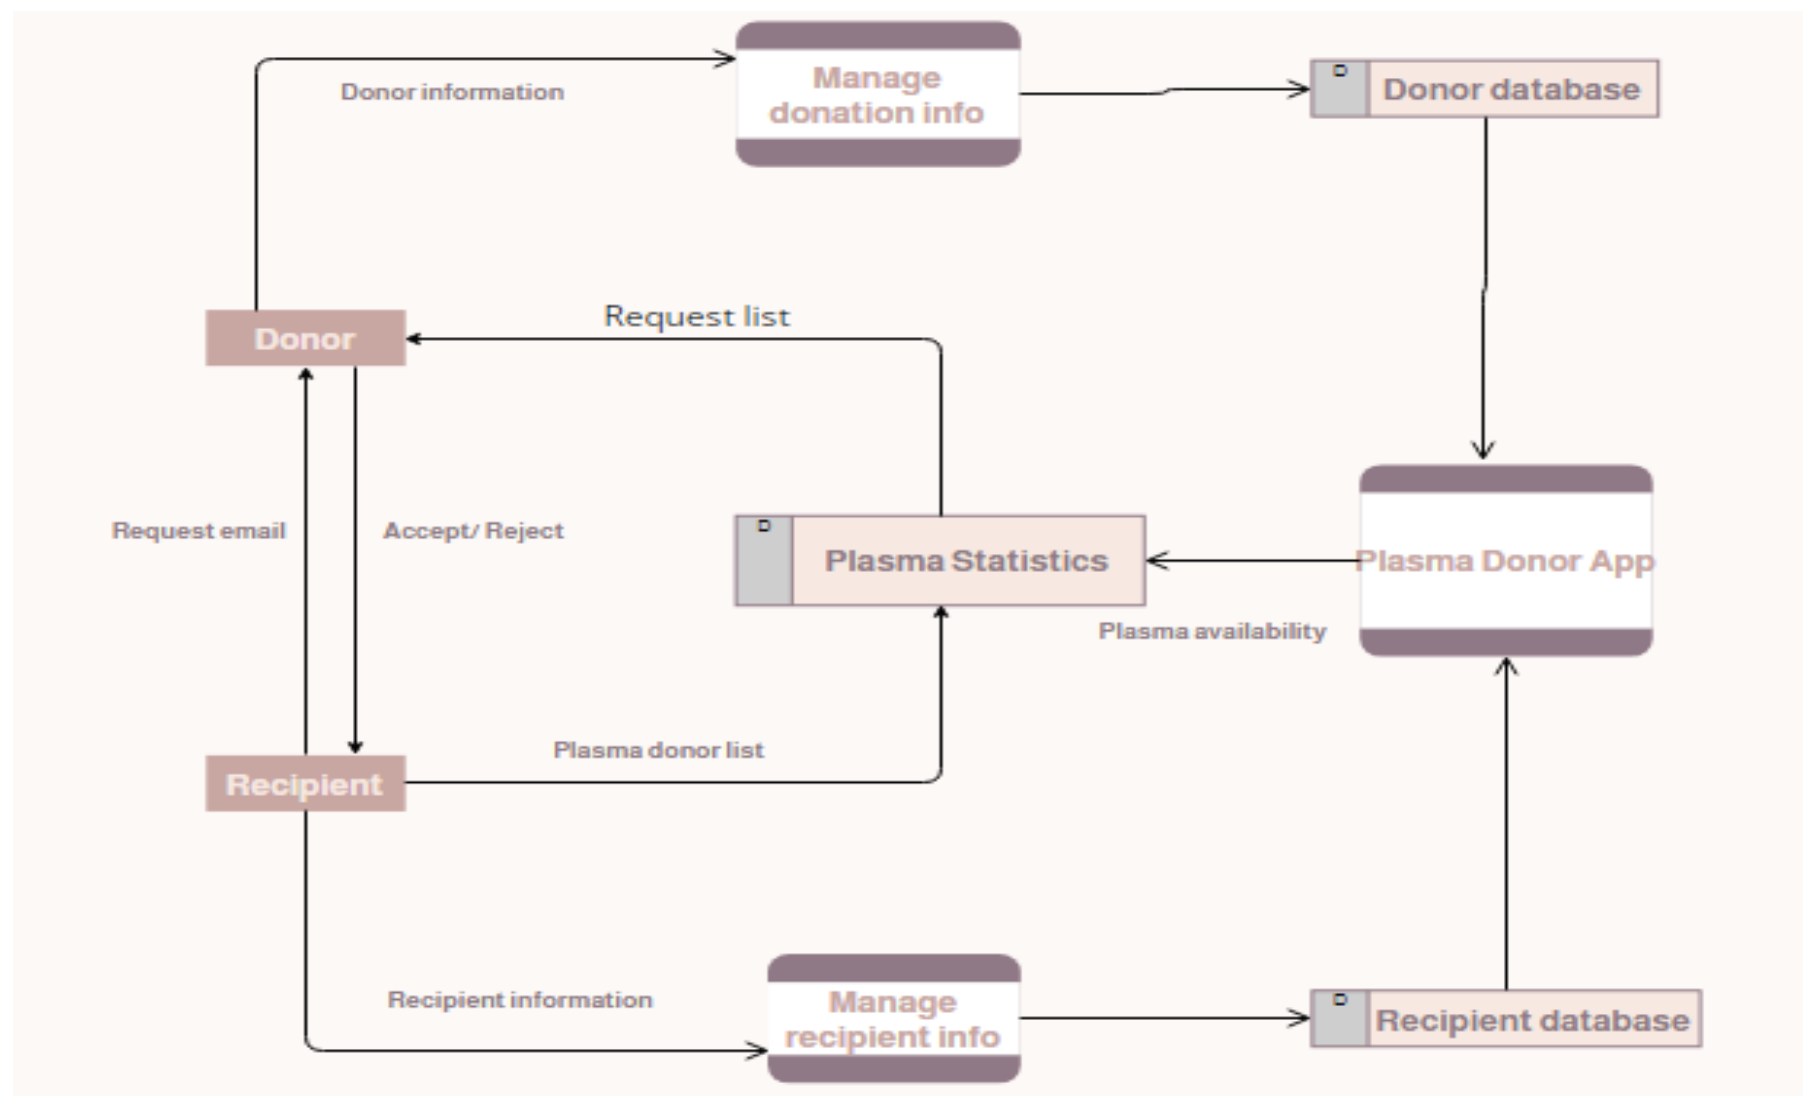 Manage
donation info
D
Donor database
Donor information
Request list
Donor
Request email
Accept/ Reject
D
Plasma Statistics
Plasma Donor App
Plasma availability
Plasma donor list
Recipient
Recipient information
Manage
recipient info
D
Recipient database